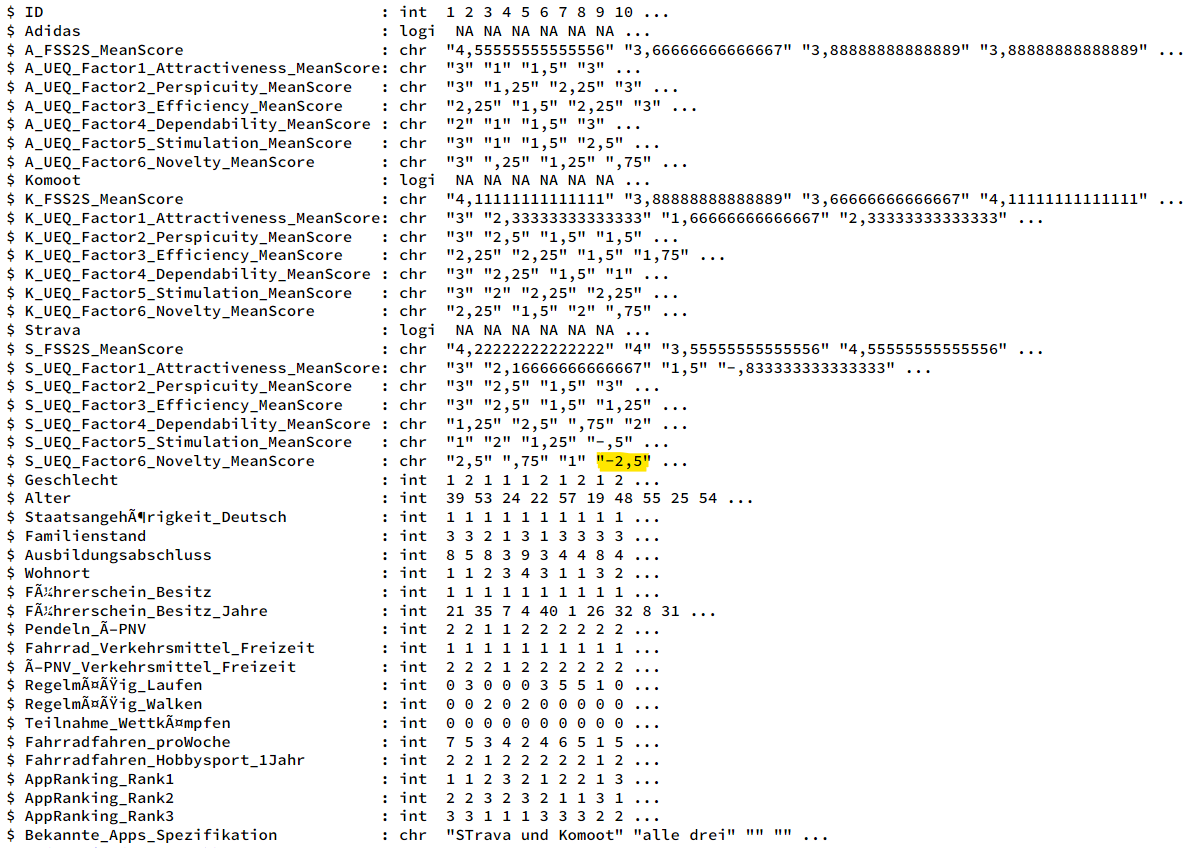 $ ID : int 1 2 3 4 5 6 7 8 9 10 ...
$ Adidas : logi NA NA NA NA NA NA ...
$ A_FSS2S_MeanScore : chr "4,55555555555556" "3,66666666666667" "3,88888888888889" "3,88888888888889" ...
$ A_UEQ_Factor1_Attractiveness_MeanScore: chr "3" "1" "1,5" "3" ...
$ A_UEQ_Factor2_Perspicuity_MeanScore : chr "3" "1,25" "2,25" "3" ...
$ A_UEQ_Factor3_Efficiency_MeanScore : chr "2,25" "1,5" "2,25" "3" ...
$ A_UEQ_Factor4_Dependability_MeanScore : chr "2" "1" "1,5" "3" ...
$ A_UEQ_Factor5_Stimulation_MeanScore : chr "3" "1" "1,5" "2,5" ...
$ A_UEQ_Factor6_Novelty_MeanScore : chr "3" ",25" "1,25" ",75" ...
$ Komoot : logi NA NA NA NA NA NA ...
$ K_FSS2S_MeanScore : chr "4,11111111111111" "3,88888888888889" "3,66666666666667" "4,11111111111111" ...
$ K_UEQ_Factor1_Attractiveness_MeanScore: chr "3" "2,33333333333333" "1,66666666666667" "2,33333333333333" ...
$ K_UEQ_Factor2_Perspicuity_MeanScore : chr "3" "2,5" "1,5" "1,5" ...
$ K_UEQ_Factor3_Efficiency_MeanScore : chr "2,25" "2,25" "1,5" "1,75" ...
$ K_UEQ_Factor4_Dependability_MeanScore : chr "3" "2,25" "1,5" "1" ...
$ K_UEQ_Factor5_Stimulation_MeanScore : chr "3" "2" "2,25" "2,25" ...
$ K_UEQ_Factor6_Novelty_MeanScore : chr "2,25" "1,5" "2" ",75" ...
$ Strava : logi NA NA NA NA NA NA ...
$ S_FSS2S_MeanScore : chr "4,22222222222222" "4" "3,55555555555556" "4,55555555555556" ...
$ S_UEQ_Factor1_Attractiveness_MeanScore: chr "3" "2,16666666666667" "1,5" "-,833333333333333" ...
$ S_UEQ_Factor2_Perspicuity_MeanScore : chr "3" "2,5" "1,5" "3" ...
$ S_UEQ_Factor3_Efficiency_MeanScore : chr "3" "2,5" "1,5" "1,25" ...
$ S_UEQ_Factor4_Dependability_MeanScore : chr "1,25" "2,5" ",75" "2" ...
$ S_UEQ_Factor5_Stimulation_MeanScore : chr "1" "2" "1,25" "-,5" ...
$ S_UEQ_Factor6_Novelty_MeanScore : chr "2,5" ",75" "1" "-2,5" ...
$ Geschlecht : int 1 2 1 1 1 2 1 2 1 2 ...
$ Alter : int 39 53 24 22 57 19 48 55 25 54 ...
$ StaatsangehÃ¶rigkeit_Deutsch : int 1 1 1 1 1 1 1 1 1 1 ...
$ Familienstand : int 3 3 2 1 3 1 3 3 3 3 ...
$ Ausbildungsabschluss : int 8 5 8 3 9 3 4 4 8 4 ...
$ Wohnort : int 1 1 2 3 4 3 1 1 3 2 ...
$ FÃ¼hrerschein_Besitz : int 1 1 1 1 1 1 1 1 1 1 ...
$ FÃ¼hrerschein_Besitz_Jahre : int 21 35 7 4 40 1 26 32 8 31 ...
$ Pendeln_Ã–PNV : int 2 2 1 1 2 2 2 2 2 2 ...
$ Fahrrad_Verkehrsmittel_Freizeit : int 1 1 1 1 1 1 1 1 1 1 ...
$ Ã–PNV_Verkehrsmittel_Freizeit : int 2 2 2 1 2 2 2 2 2 2 ...
$ RegelmÃ¤ÃŸig_Laufen : int 0 3 0 0 0 3 5 5 1 0 ...
$ RegelmÃ¤ÃŸig_Walken : int 0 0 2 0 2 0 0 0 0 0 ...
$ Teilnahme_WettkÃ¤mpfen : int 0 0 0 0 0 0 0 0 0 0 ...
$ Fahrradfahren_proWoche : int 7 5 3 4 2 4 6 5 1 5 ...
$ Fahrradfahren_Hobbysport_1Jahr : int 2 2 1 2 2 2 2 2 1 2 ...
$ AppRanking_Rank1 : int 1 1 2 3 2 1 2 2 1 3 ...
$ AppRanking_Rank2 : int 2 2 3 2 3 2 1 1 3 1 ...
$ AppRanking_Rank3 : int 3 3 1 1 1 3 3 3 2 2 ...
$ Bekannte_Apps_Spezifikation : chr "STrava und Komoot" "alle drei" "" "" ...